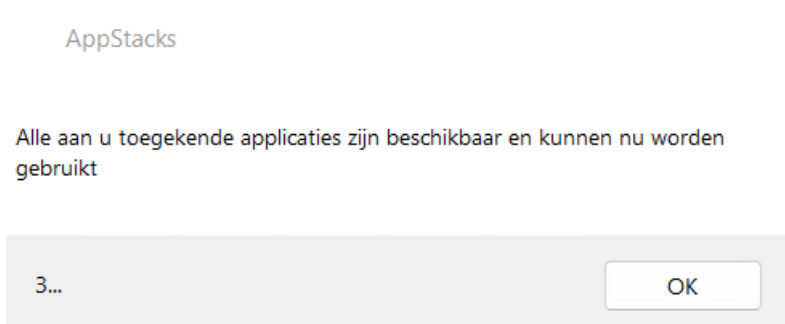 AppStacks
Alle aan u toegekende applicaties zijn beschikbaar en kunnen nu worden
gebruikt
3...
OK